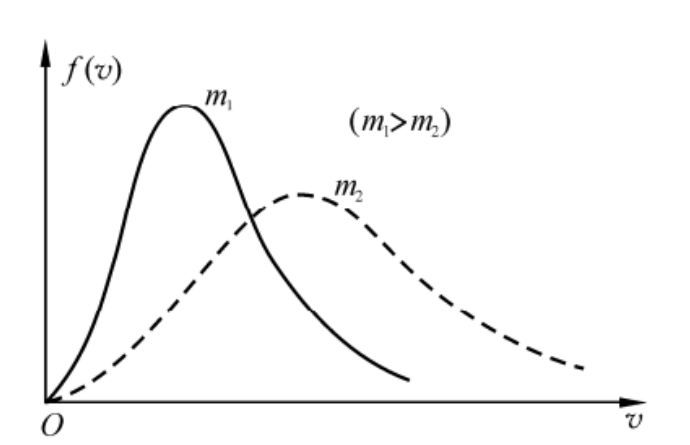 f(v)
m₁
(m₁>m₂)
m₂
O
v